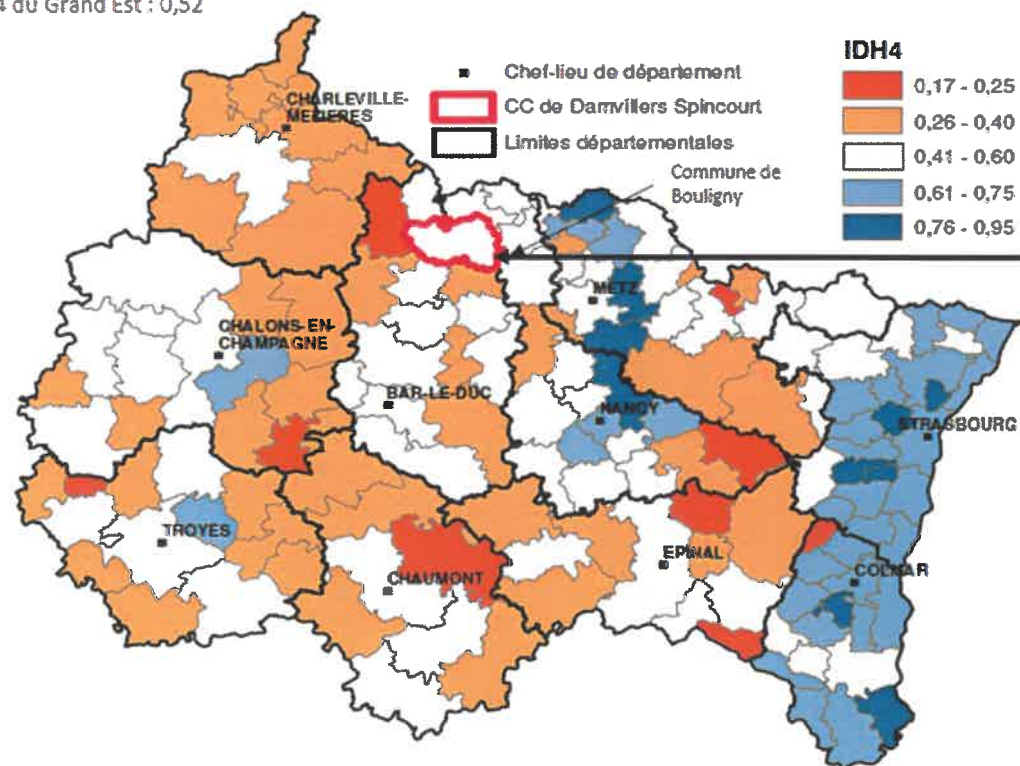 4 du Grand Est : 0,52
IDH4
Chef-lieu de département
CC de Damvillers Spincourt
Limites départementales
Commune de
Bouligny
0,17 - 0,25
0,26 - 0,40
0,41 - 0,60
0,61 - 0,75
0,76 - 0,95
CHARLEVILLE-
MEZIERES
METZ
CHALONS-EN-
CHAMPAGNE
BAR-LE-DUC
NANCY
STRASBOURG
TROYES
EPINAL
CHAUMONT
COLMAR